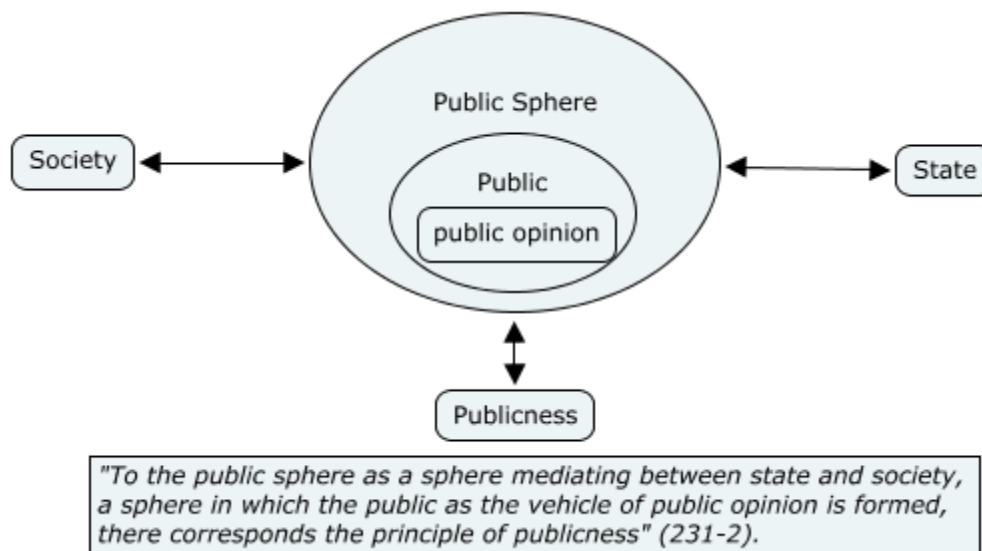 Public Sphere
Society
State
Public
public opinion
Publicness
"To the public sphere as a sphere mediating between state and society,
a sphere in which the public as the vehicle of public opinion is formed,
there corresponds the principle of publicness" (231-2).